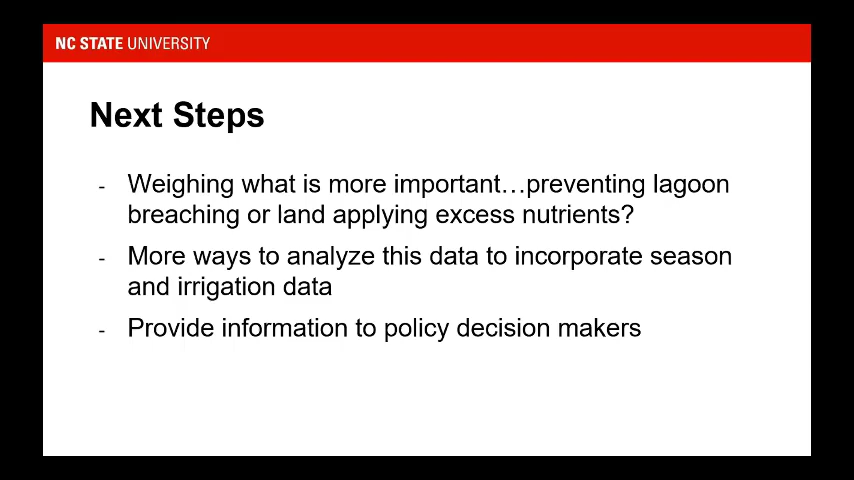 NC STATE UNIVERSITY
Next Steps
- Weighing what is more important…preventing lagoon
breaching or land applying excess nutrients?
- More ways to analyze this data to incorporate season
and irrigation data
- Provide information to policy decision makers